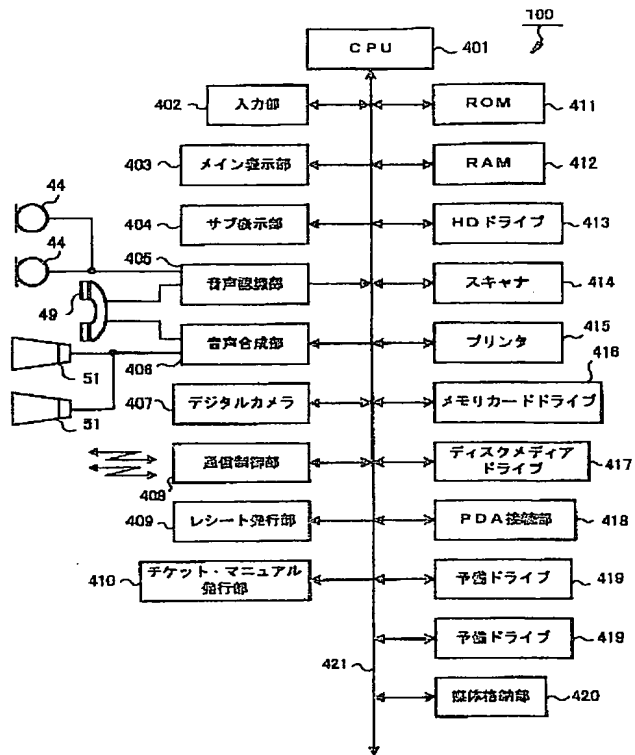 100
CPU
401
402
入力部
ROM
411
403
メイン表示部
RAM
412
44
404
サブ表示部
HDドライブ
413
44
405
音声認識部
スキャナ
414
49
415
音声合成部
プリンタ
406
416
51
407
デジタルカメラ
メモリカードドライブ
51
通信制御部
ディスクメディア
ドライブ
417
408
409
レシート発行部
PDA接続部
418
410
チケット・マニュアル
発行部
予備ドライブ
419
予備ドライブ
419
421
媒体格納部
420